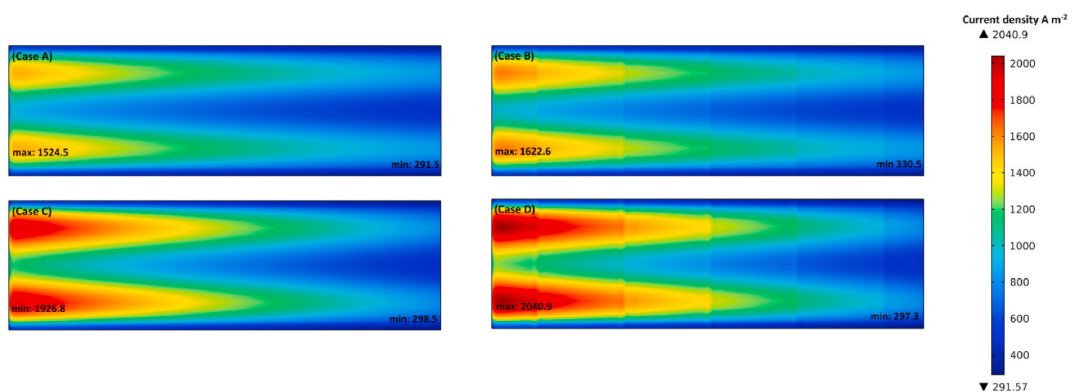 Current density A m⁻²
▲ 2040.9
(Case A)
max: 1524.5
min: 291.5
(Case B)
max: 1622.6
min 330.5
(Case C)
min: 1926.8
min: 298.5
(Case D)
max: 2040.9
min: 297.3
2000
1800
1600
1400
1200
1000
800
600
400
▼ 291.57